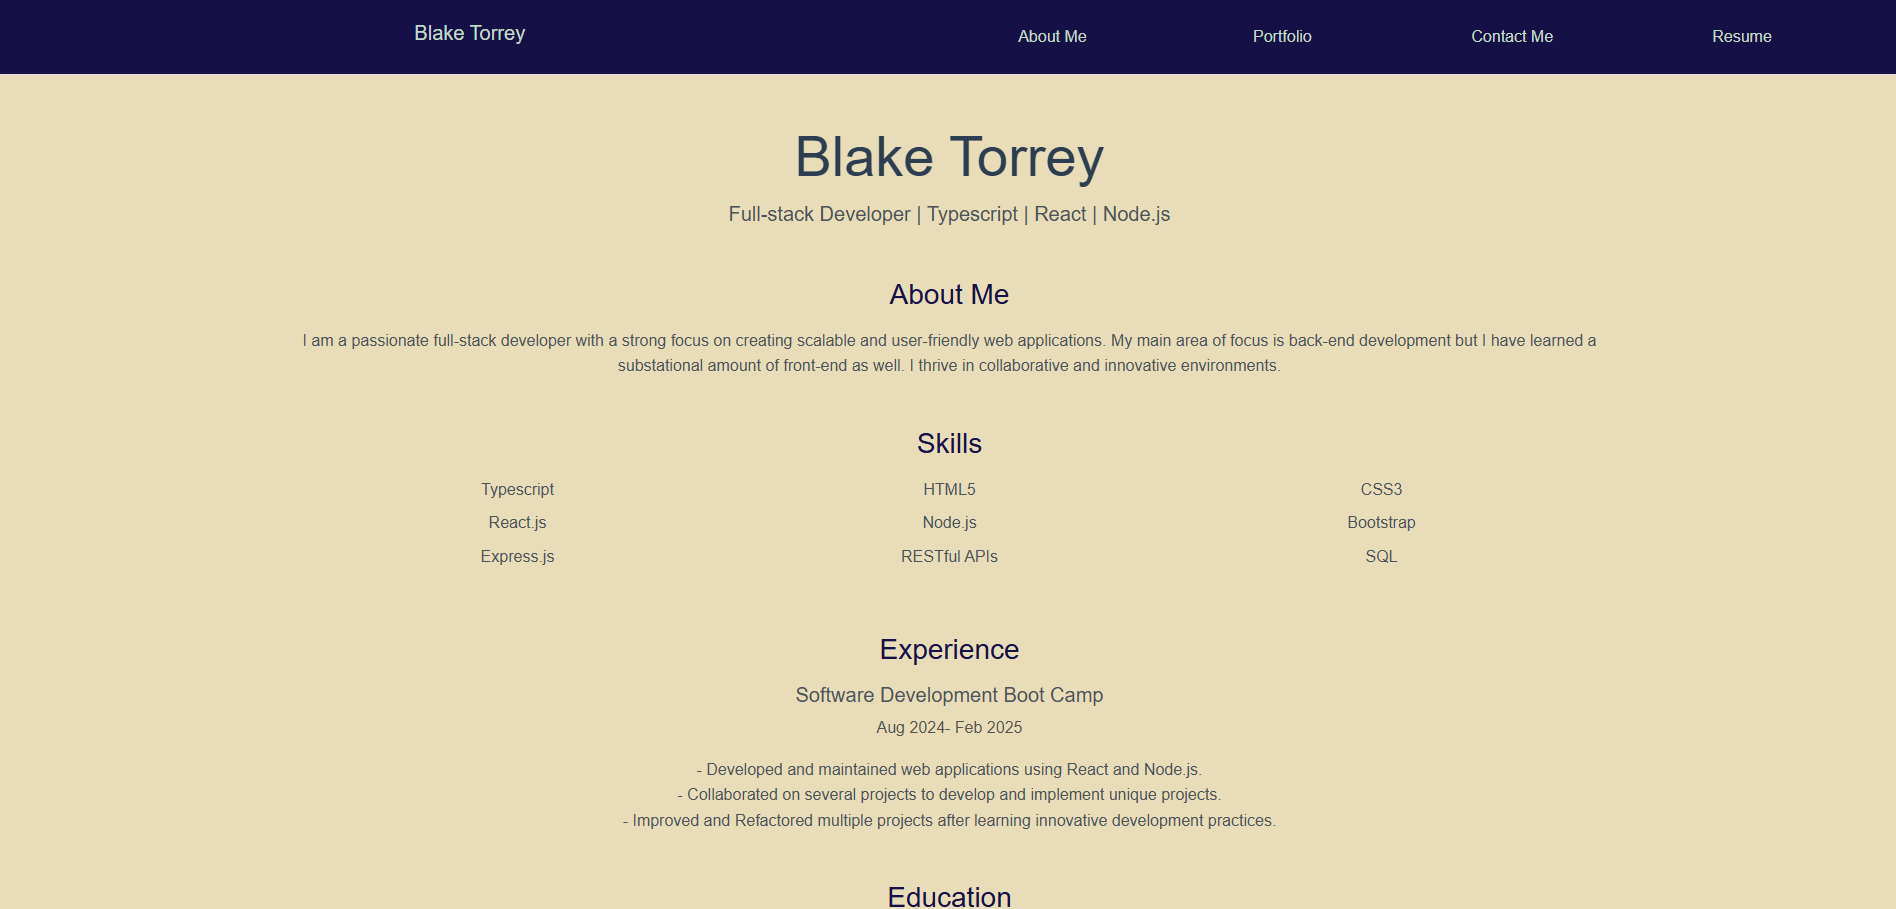 Blake Torrey
About Me Portfolio Contact Me Resume
Blake Torrey
Full-stack Developer | Typescript | React | Node.js
About Me
I am a passionate full-stack developer with a strong focus on creating scalable and user-friendly web applications. My main area of focus is back-end development but I have learned a
substational amount of front-end as well. I thrive in collaborative and innovative environments.
Skills
Typescript HTML5 CSS3
React.js Node.js Bootstrap
Express.js RESTful APIs SQL
Experience
Software Development Boot Camp
Aug 2024- Feb 2025
- Developed and maintained web applications using React and Node.js.
- Collaborated on several projects to develop and implement unique projects.
- Improved and Refactored multiple projects after learning innovative development practices.
Education